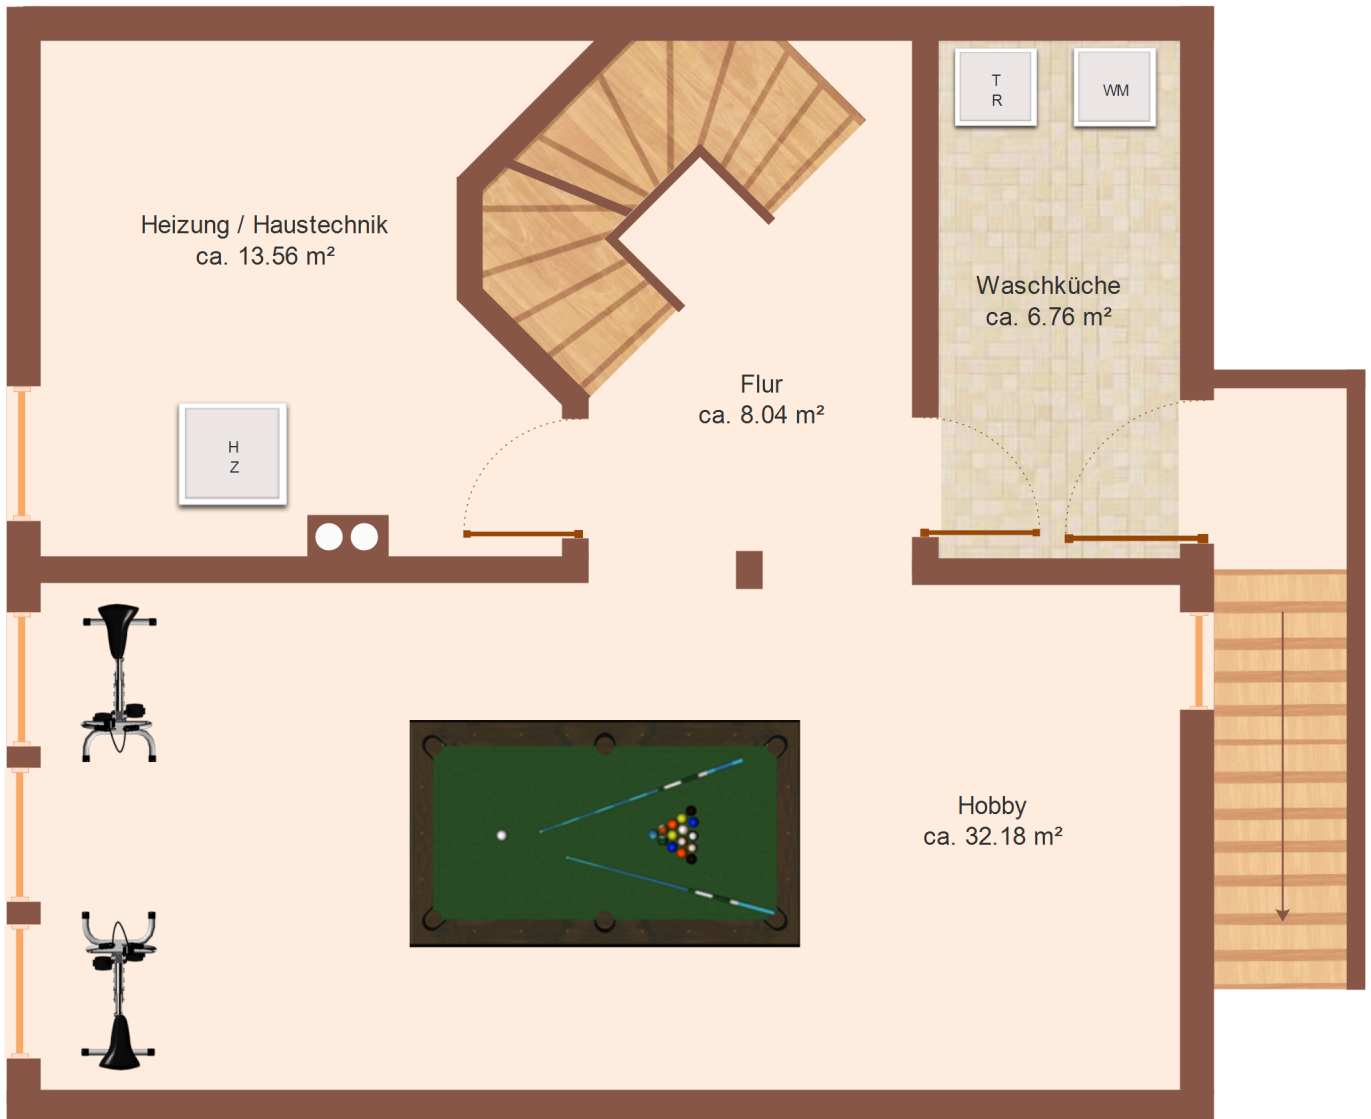 T
R
WM
Heizung / Haustechnik
ca. 13.56 m²
Waschküche
ca. 6.76 m²
Flur
ca. 8.04 m²
H
Z
Hobby
ca. 32.18 m²